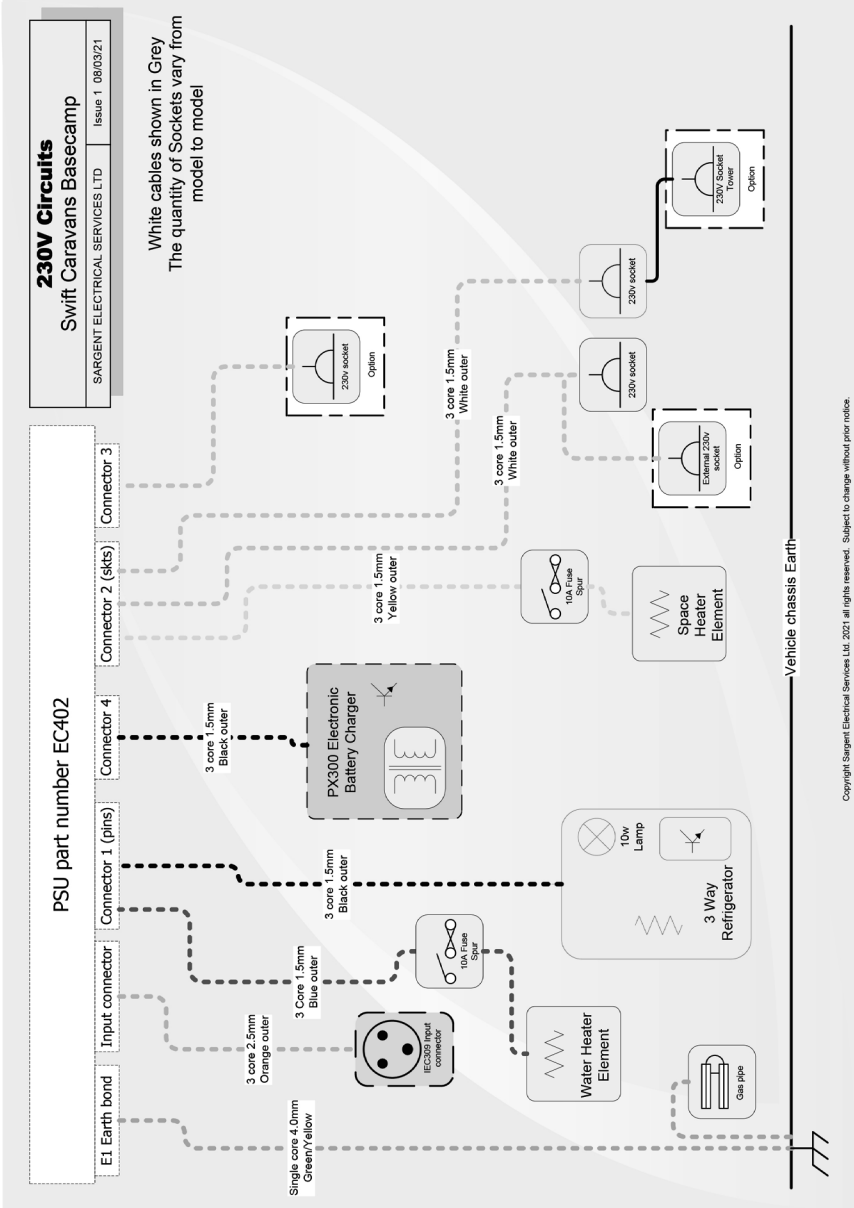 230V Circuits
Swift Caravans Basecamp
SARGENT ELECTRICAL SERVICES LTD
Issue 1 08/03/21
White cables shown in Grey
The quantity of Sockets vary from
model to model
PSU part number EC402
E1 Earth bond
Input connector
Connector 1 (pins)
Connector 4
Connector 2 (skts)
Connector 3
Single core 4.0mm
Green/Yellow
3 core 2.5mm
Orange outer
3 Core 1.5mm
Blue outer
3 core 1.5mm
Black outer
3 core 1.5mm
Black outer
3 core 1.5mm
Yellow outer
3 core 1.5mm
White outer
3 core 1.5mm
White outer
IEC309 Input
connector
10A Fuse
Spur
Water Heater
Element
Gas pipe
10w
Lamp
3 Way
Refrigerator
PX300 Electronic
Battery Charger
10A Fuse
Spur
Space
Heater
Element
230v socket
Option
230v socket
230v socket
External 230v
socket
Option
230V Socket
Tower
Option
Vehicle chassis Earth
Copyright Sargent Electrical Services Ltd. 2021 all rights reserved. Subject to change without prior notice.